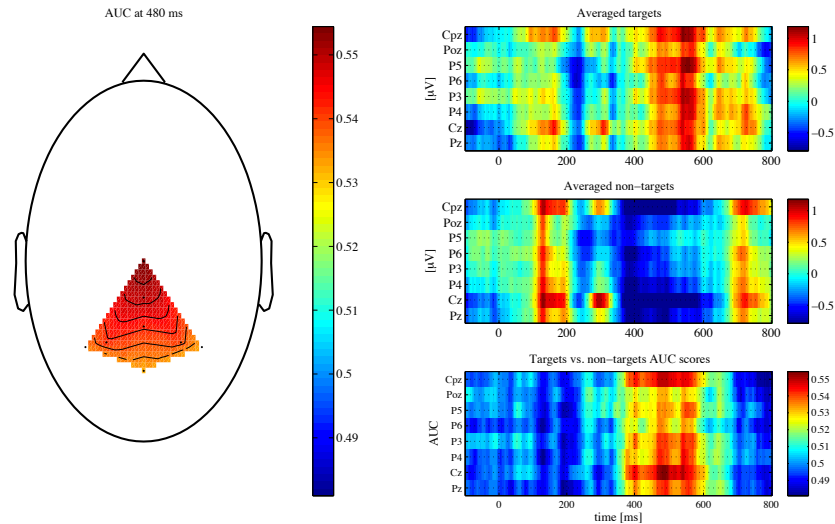 AUC at 480 ms
0.55
0.54
0.53
0.52
0.51
0.5
0.49
Averaged targets
[µV]
Cpz
Poz
P5
P6
P3
P4
Cz
Pz
0 200 400 600 800
1
0.5
0
−0.5
Averaged non−targets
[µV]
Cpz
Poz
P5
P6
P3
P4
Cz
Pz
0 200 400 600 800
1
0.5
0
−0.5
Targets vs. non−targets AUC scores
AUC
Cpz
Poz
P5
P6
P3
P4
Cz
Pz
0 200 400 600 800
time [ms]
0.55
0.54
0.53
0.52
0.51
0.5
0.49